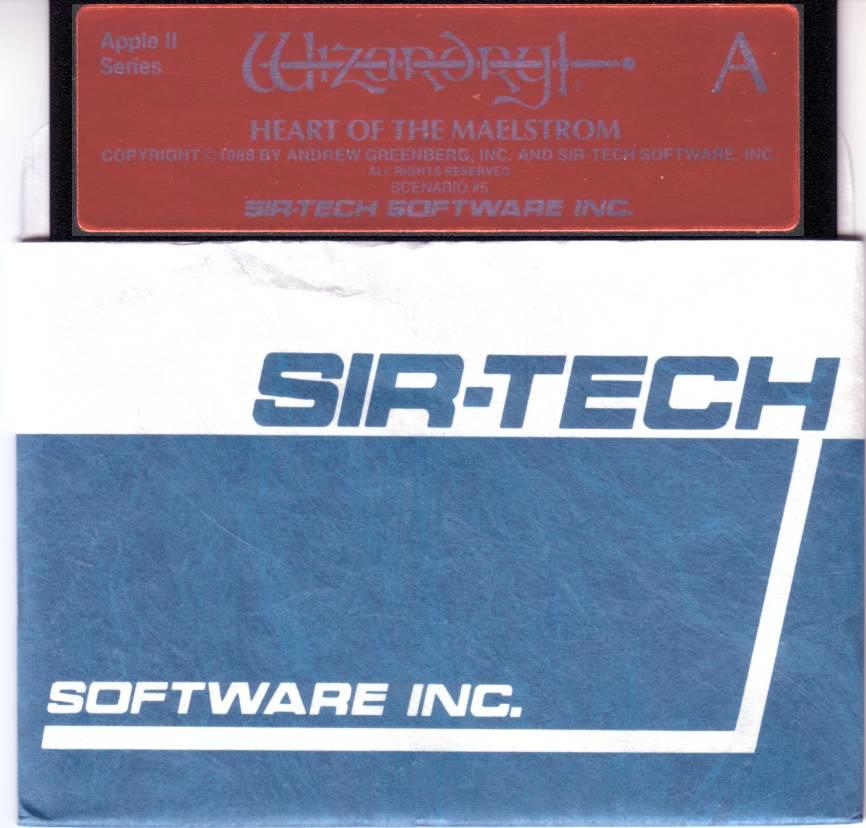 Apple II
Series
Wizardry
A
HEART OF THE MAELSTROM
COPYRIGHT © 1988 BY ANDREW GREENBERG, INC. AND SIR-TECH SOFTWARE, INC.
ALL RIGHTS RESERVED
SCENARIO #5
SIR-TECH SOFTWARE INC.
SIR-TECH
SOFTWARE INC.